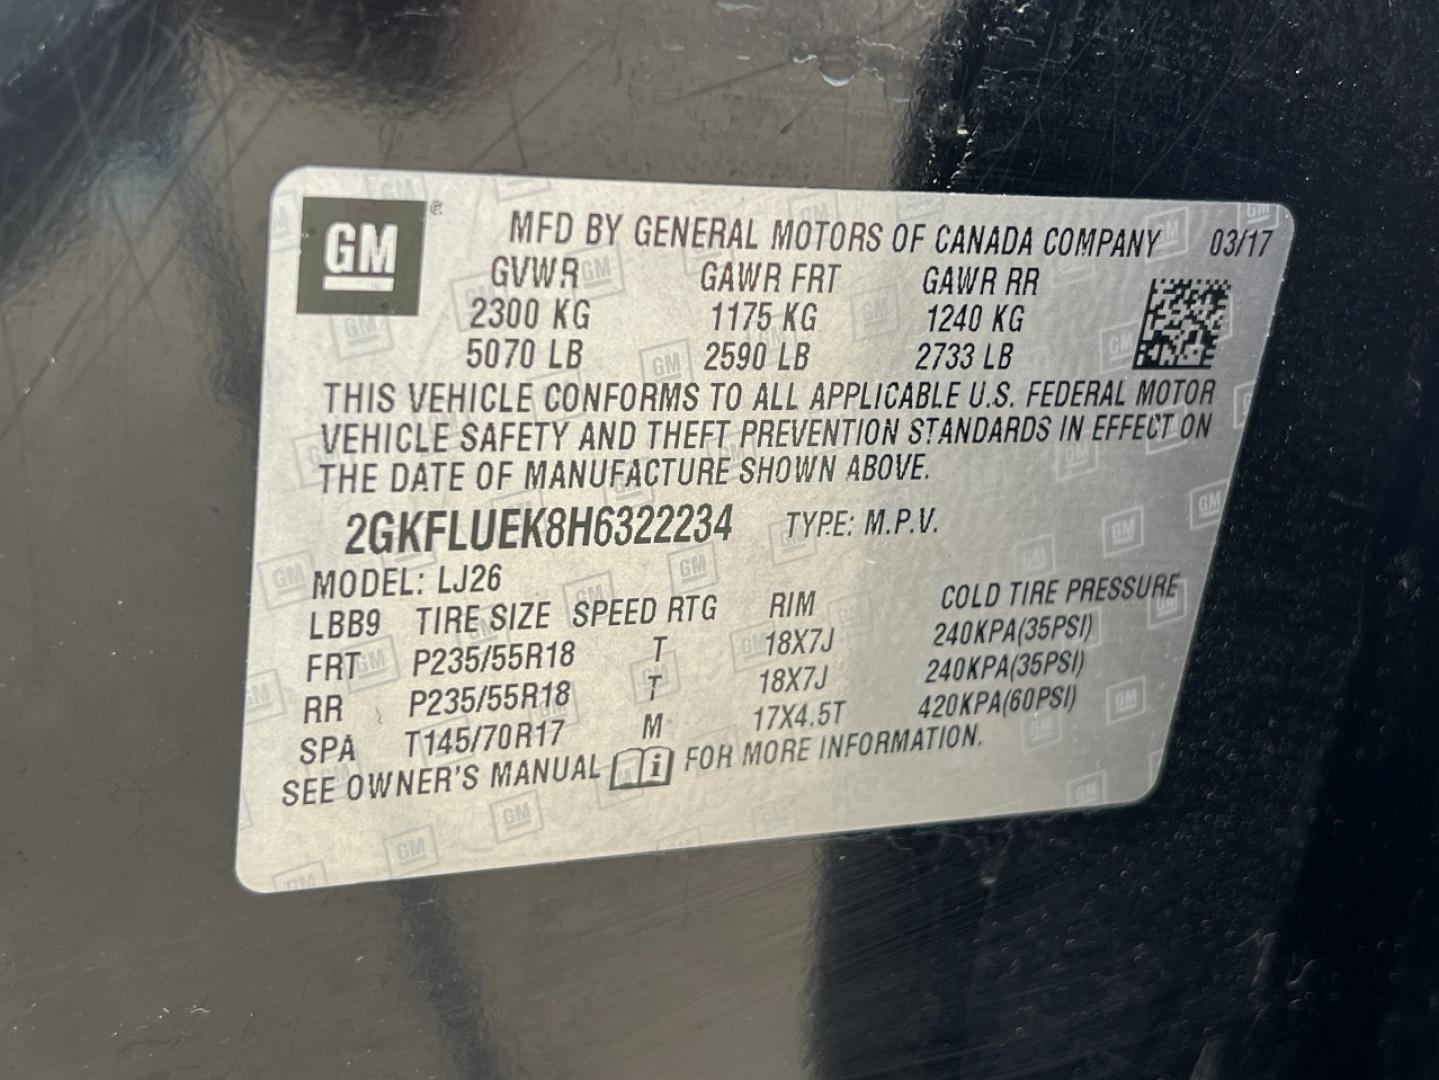 GM
MFD BY GENERAL MOTORS OF CANADA COMPANY 03/17
GVWR GAWR FRT GAWR RR
2300 KG 1175 KG 1240 KG
5070 LB 2590 LB 2733 LB
THIS VEHICLE CONFORMS TO ALL APPLICABLE U.S. FEDERAL MOTOR
VEHICLE SAFETY AND THEFT PREVENTION STANDARDS IN EFFECT ON
THE DATE OF MANUFACTURE SHOWN ABOVE.
2GKFLUEK8H6322234 TYPE: M.P.V.
MODEL: LJ26
LBB9 TIRE SIZE SPEED RTG RIM COLD TIRE PRESSURE
FRT P235/55R18 T 18X7J 240KPA(35PSI)
RR P235/55R18 T 18X7J 240KPA(35PSI)
SPA T145/70R17 M 17X4.5T 420KPA(60PSI)
SEE OWNER'S MANUAL i FOR MORE INFORMATION.